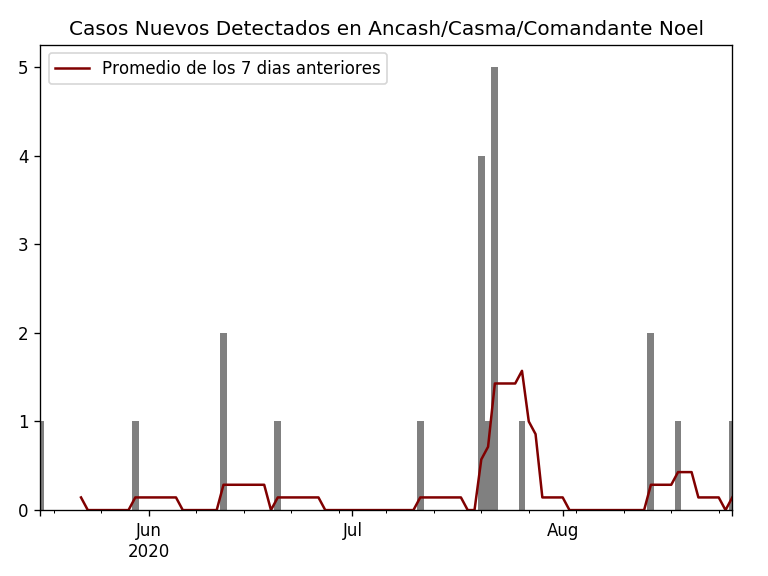 Casos Nuevos Detectados en Ancash/Casma/Comandante Noel
Promedio de los 7 dias anteriores
5
4
3
2
1
0
Jun
2020
Jul
Aug